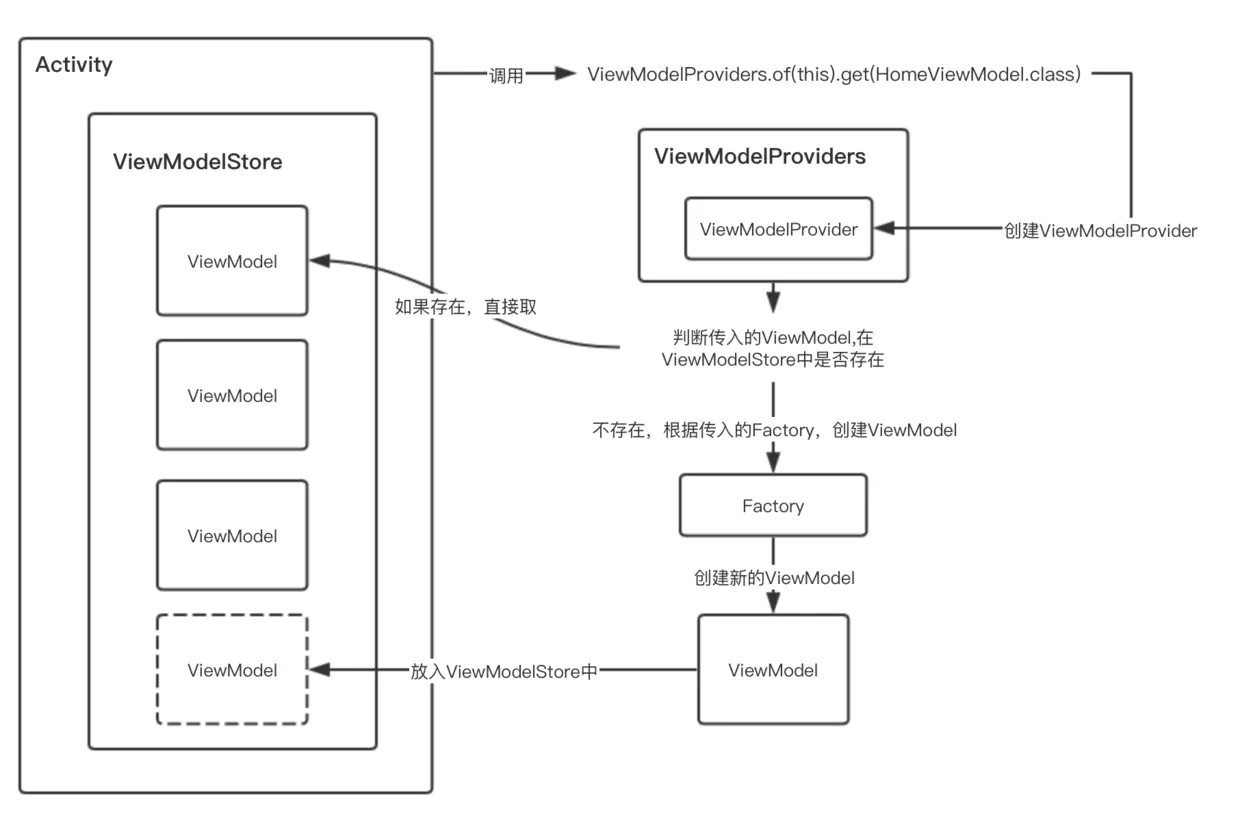 Activity
调用
ViewModelProviders.of(this).get(HomeViewModel.class)
ViewModelStore
ViewModelProviders
ViewModelProvider
创建ViewModelProvider
ViewModel
如果存在，直接取
判断传入的ViewModel,在
ViewModelStore中是否存在
ViewModel
不存在，根据传入的Factory，创建ViewModel
Factory
ViewModel
创建新的ViewModel
ViewModel
放入ViewModelStore中
ViewModel